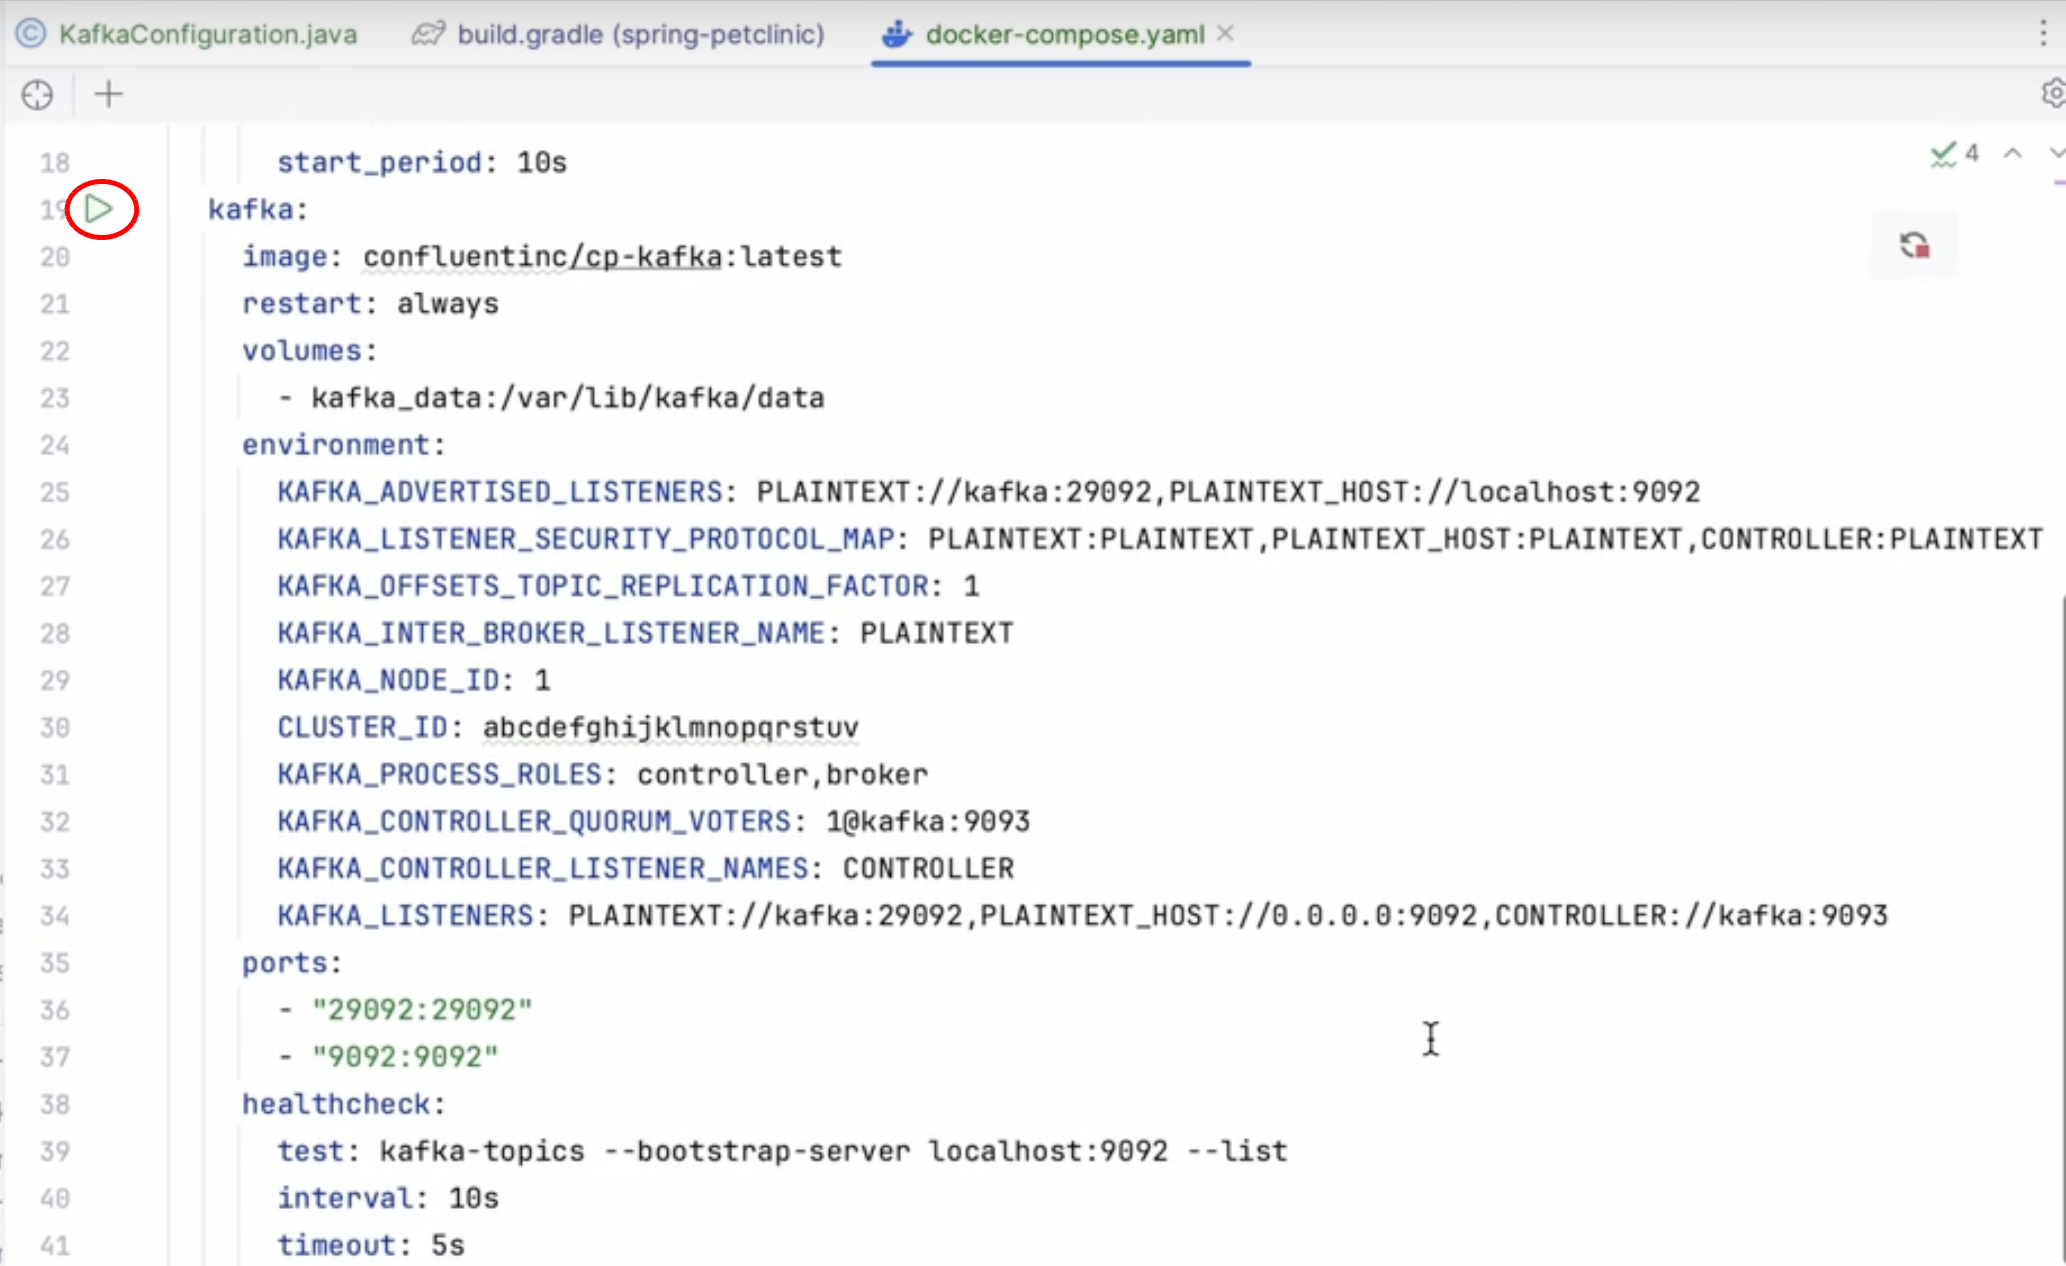 KafkaConfiguration.java build.gradle (spring-petclinic) docker-compose.yaml
18 start_period: 10s 4
19 kafka:
20 image: confluentinc/cp-kafka:latest
21 restart: always
22 volumes:
23 - kafka_data:/var/lib/kafka/data
24 environment:
25 KAFKA_ADVERTISED_LISTENERS: PLAINTEXT://kafka:29092,PLAINTEXT_HOST://localhost:9092
26 KAFKA_LISTENER_SECURITY_PROTOCOL_MAP: PLAINTEXT:PLAINTEXT,PLAINTEXT_HOST:PLAINTEXT,CONTROLLER:PLAINTEXT
27 KAFKA_OFFSETS_TOPIC_REPLICATION_FACTOR: 1
28 KAFKA_INTER_BROKER_LISTENER_NAME: PLAINTEXT
29 KAFKA_NODE_ID: 1
30 CLUSTER_ID: abcdefghijklmnopqrstuv
31 KAFKA_PROCESS_ROLES: controller,broker
32 KAFKA_CONTROLLER_QUORUM_VOTERS: 1@kafka:9093
33 KAFKA_CONTROLLER_LISTENER_NAMES: CONTROLLER
34 KAFKA_LISTENERS: PLAINTEXT://kafka:29092,PLAINTEXT_HOST://0.0.0.0:9092,CONTROLLER://kafka:9093
35 ports:
36 - "29092:29092"
37 - "9092:9092"
38 healthcheck:
39 test: kafka-topics --bootstrap-server localhost:9092 --list
40 interval: 10s
41 timeout: 5s